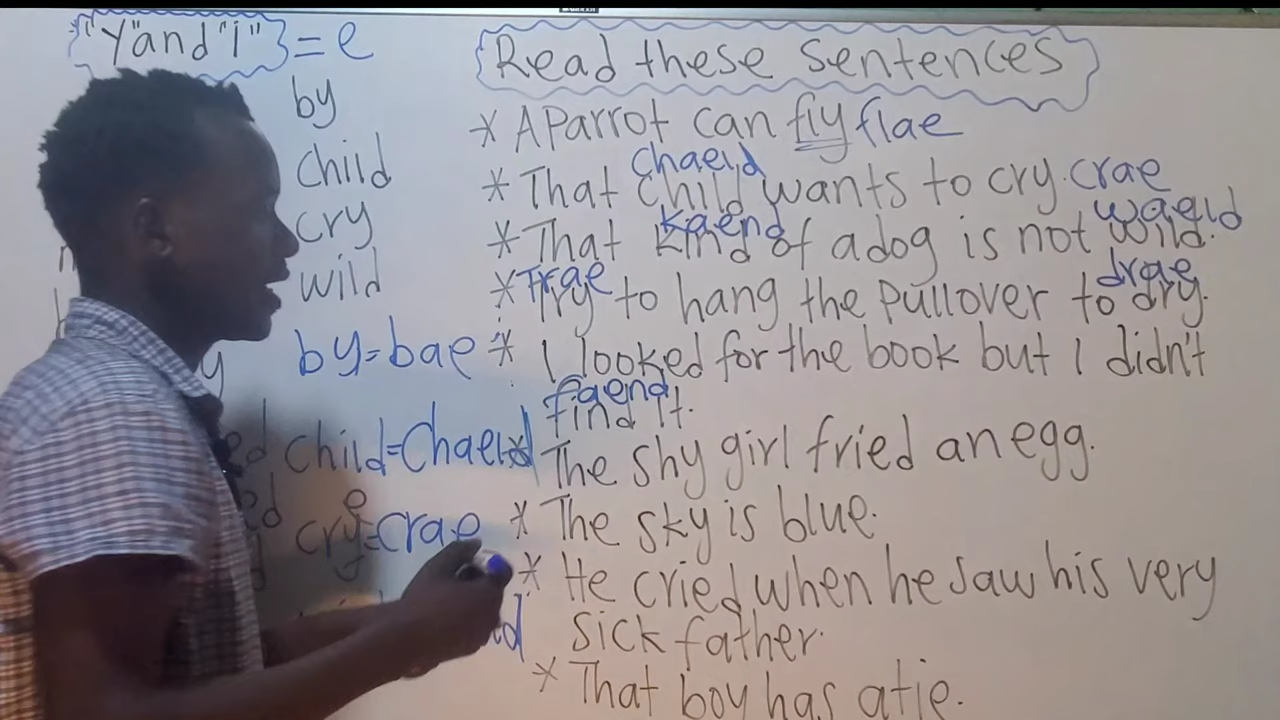 "Y" and "i" = e
by
child
cry
wild
by=bae
child=Chaeld
e
cry=crae
Read these sentences
* A Parrot can fly flae
chaeld
* That child wants to cry. crae
kaend waeld
* That kind of a dog is not wild.
Trae drae
* Try to hang the pullover to dry.
* I looked for the book but I didn't
faend
find it.
* The shy girl fried an egg.
* The sky is blue.
* He cried when he saw his very
sick father.
* That boy has a tie.